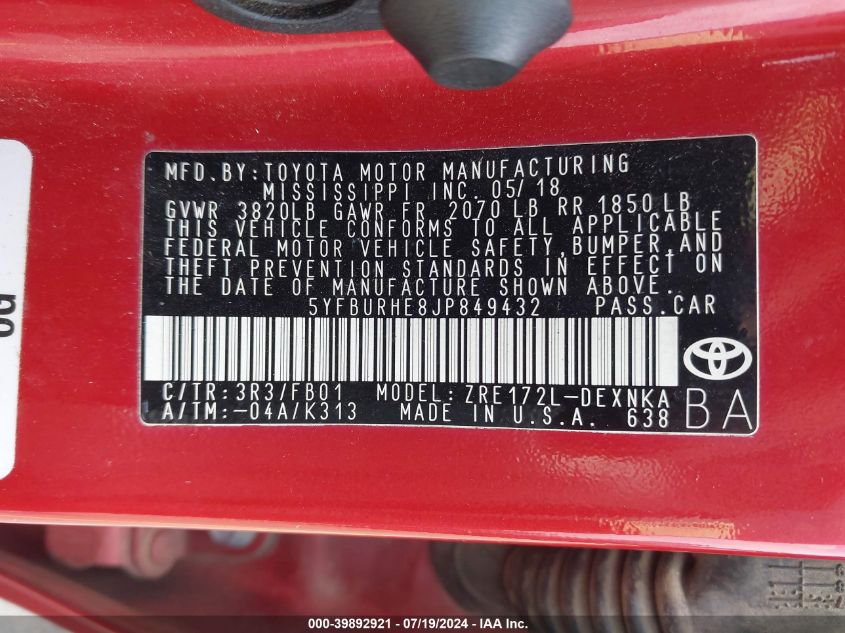 MFD. BY: TOYOTA MOTOR MANUFACTURING
MISSISSIPPI INC. 05/18
GVWR 3820LB GAWR FR. 2070 LB RR 1850 LB
THIS VEHICLE CONFORMS TO ALL APPLICABLE
FEDERAL MOTOR VEHICLE SAFETY, BUMPER, AND
THEFT PREVENTION STANDARDS IN EFFECT ON
THE DATE OF MANUFACTURE SHOWN ABOVE.
5YFBURHE8JP849432 PASS.CAR
C/TR: 3R3/FB01 MODEL: ZRE172L-DEXNKA
A/TM: -04A/K313 MADE IN U.S.A. 638 BA
000-39892921 - 07/19/2024 - IAA Inc.